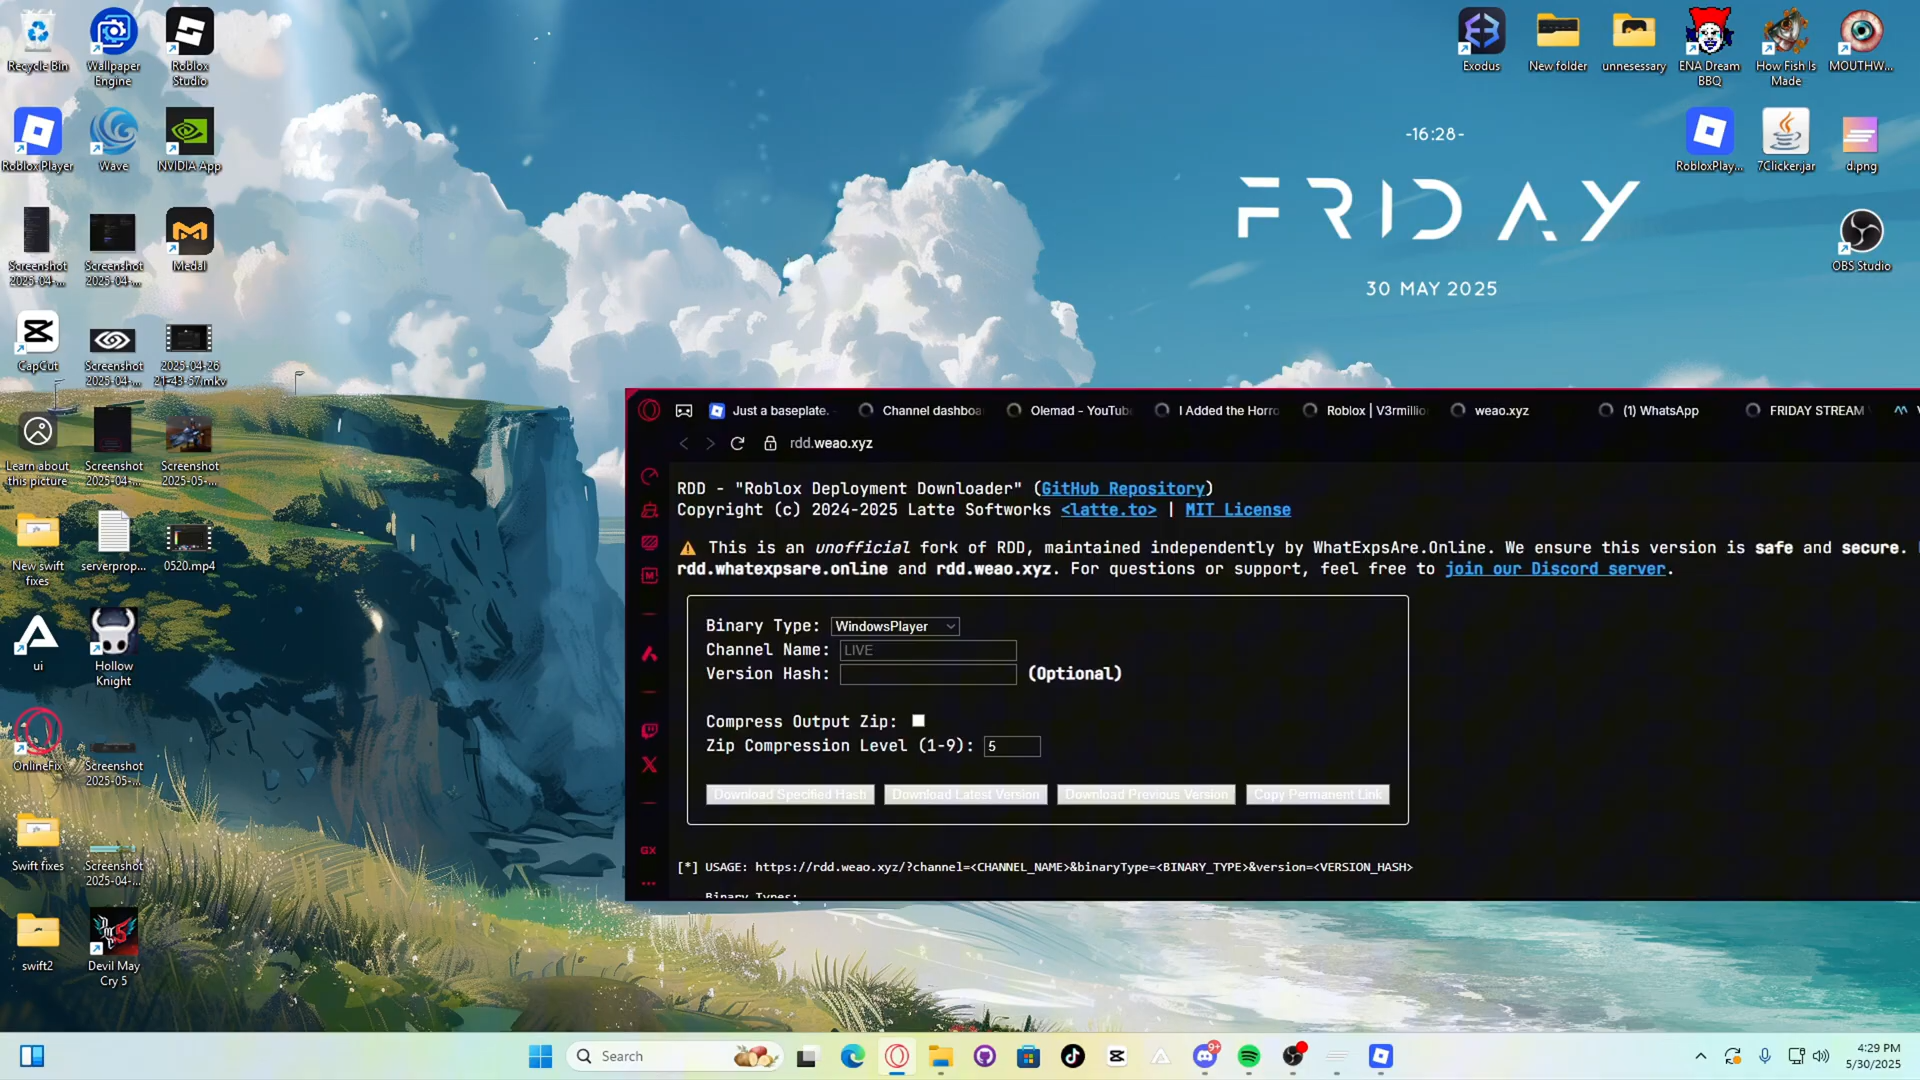 Recycle Bin
Wallpaper Engine
Roblox Studio
Roblox Player
Wave
NVIDIA App
Screenshot 2025-04-...
Screenshot 2025-04-...
Medal
CapCut
Screenshot 2025-04-...
2025-04-26 21-43-57.mkv
Learn about this picture
Screenshot 2025-04-...
Screenshot 2025-05-...
New swift fixes
serverprop...
0520.mp4
ui
Hollow Knight
OnlineFix
Screenshot 2025-05-...
Swift fixes
Screenshot 2025-04-...
swift2
Devil May Cry 5
Exodus
New folder
unnesessary
ENA Dream BBQ
How Fish Is Made
MOUTHW...
RobloxPlay...
7Clicker.jar
d.png
OBS Studio
-16:28-
FRIDAY
30 MAY 2025
Just a baseplate.
Channel dashboa
Olemad - YouTub
I Added the Horro
Roblox | V3rmillio
weao.xyz
(1) WhatsApp
FRIDAY STREAM
rdd.weao.xyz
RDD - "Roblox Deployment Downloader" (GitHub Repository)
Copyright (c) 2024-2025 Latte Softworks <latte.to> | MIT License
This is an unofficial fork of RDD, maintained independently by WhatExpsAre.Online. We ensure this version is safe and secure.
rdd.whatexpsare.online and rdd.weao.xyz. For questions or support, feel free to join our Discord server.
Binary Type: WindowsPlayer
Channel Name: LIVE
Version Hash: (Optional)
Compress Output Zip:
Zip Compression Level (1-9): 5
Download Specified Hash
Download Latest Version
Download Previous Version
Copy Permanent Link
GX
[*] USAGE: https://rdd.weao.xyz/?channel=<CHANNEL_NAME>&binaryType=<BINARY_TYPE>&version=<VERSION_HASH>
Binary Types:
Search
9+
4:29 PM
5/30/2025